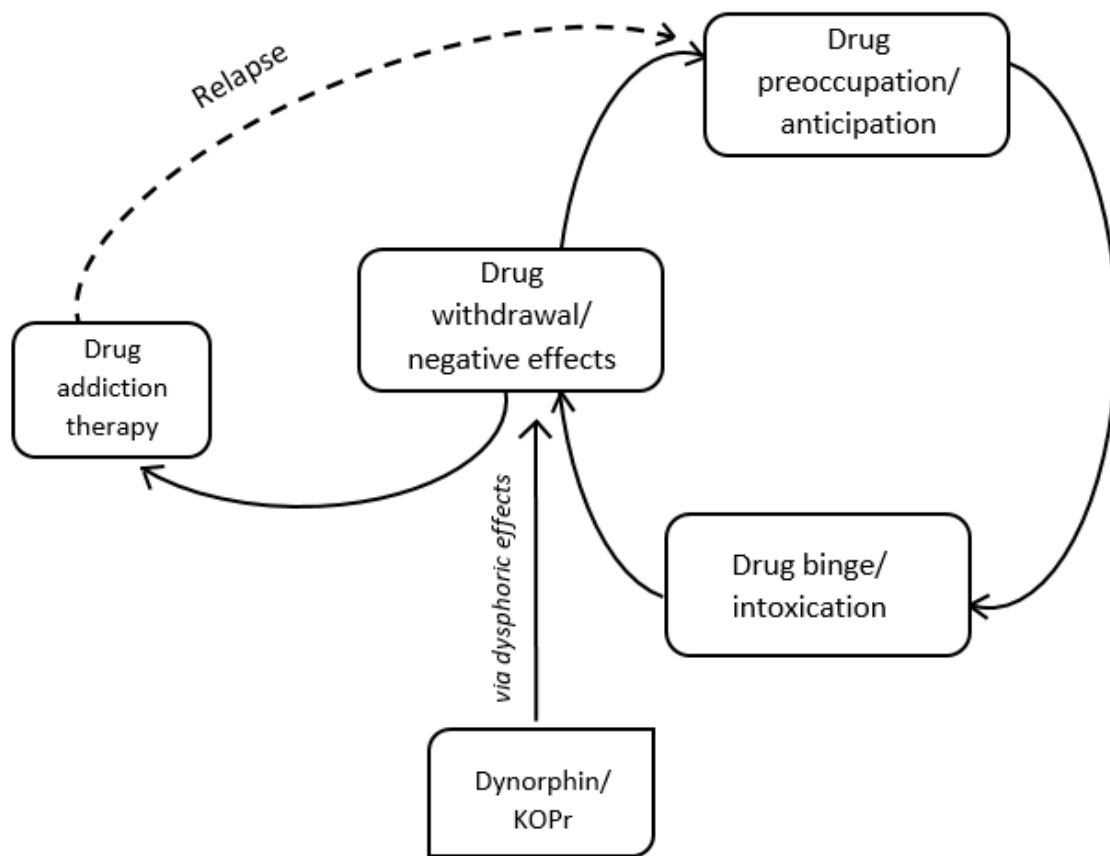 Drug
preoccupation/
anticipation
Relapse
Drug
withdrawal/
negative effects
Drug
addiction
therapy
via dysphoric effects
Drug binge/
intoxication
Dynorphin/
KOPr